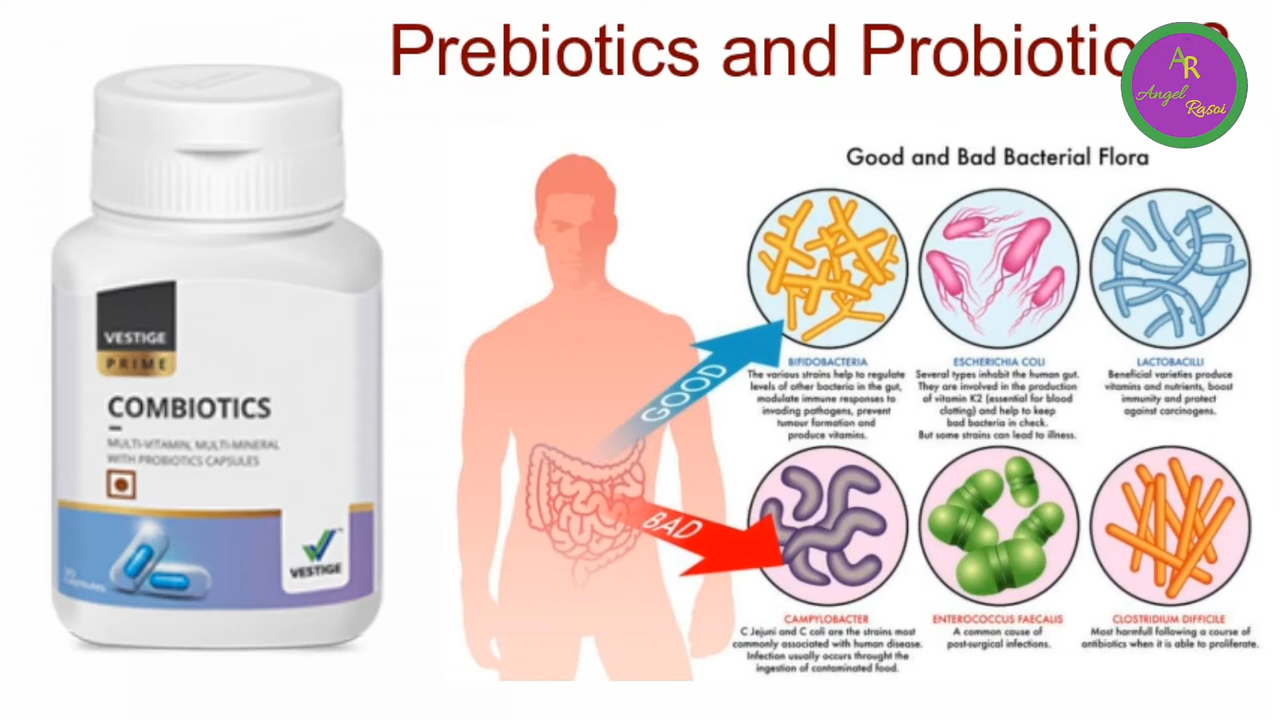 Prebiotics and Probiotic
AR
Angel
Rasoi
Good and Bad Bacterial Flora
VESTIGE
PRIME
COMBIOTICS
MULTI-VITAMIN, MULTI-MINERAL
WITH PROBIOTICS CAPSULES
Capsules
VESTIGE
GOOD
BAD
BIFIDOBACTERIA
The various strains help to regulate
levels of other bacteria in the gut,
modulate immune responses to
invading pathogens, prevent
tumour formation and
produce vitamins.
ESCHERICHIA COLI
Several types inhabit the human gut.
They are involved in the production
of vitamin K2 (essential for blood
clotting) and help to keep
bad bacteria in check.
But some strains can lead to illness.
LACTOBACILLI
Beneficial varieties produce
vitamins and nutrients, boost
immunity and protect
against carcinogens.
CAMPYLOBACTER
C Jejuni and C coli are the strains most
commonly associated with human disease.
Infection usually occurs throught the
ingestion of contaminated food.
ENTEROCOCCUS FAECALIS
A common cause of
post-surgical infections.
CLOSTRIDIUM DIFFICILE
Most harmfull following a course of
antibiotics when it is able to proliferate.